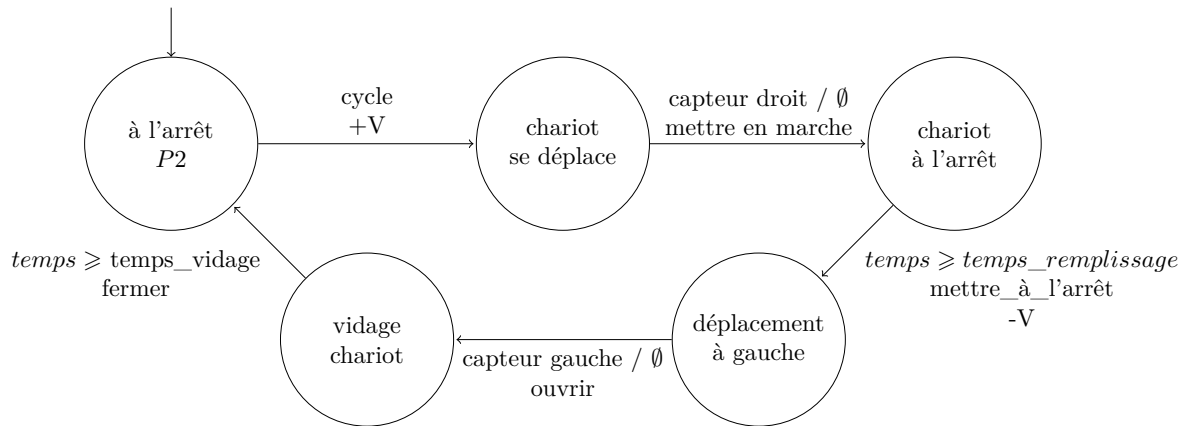 à l'arrêt
P2
cycle
+V
chariot
se déplace
capteur droit / ∅
mettre en marche
chariot
à l'arrêt
temps ⩾ temps_remplissage
mettre_à_l'arrêt
-V
déplacement
à gauche
capteur gauche / ∅
ouvrir
vidage
chariot
temps ⩾ temps_vidage
fermer